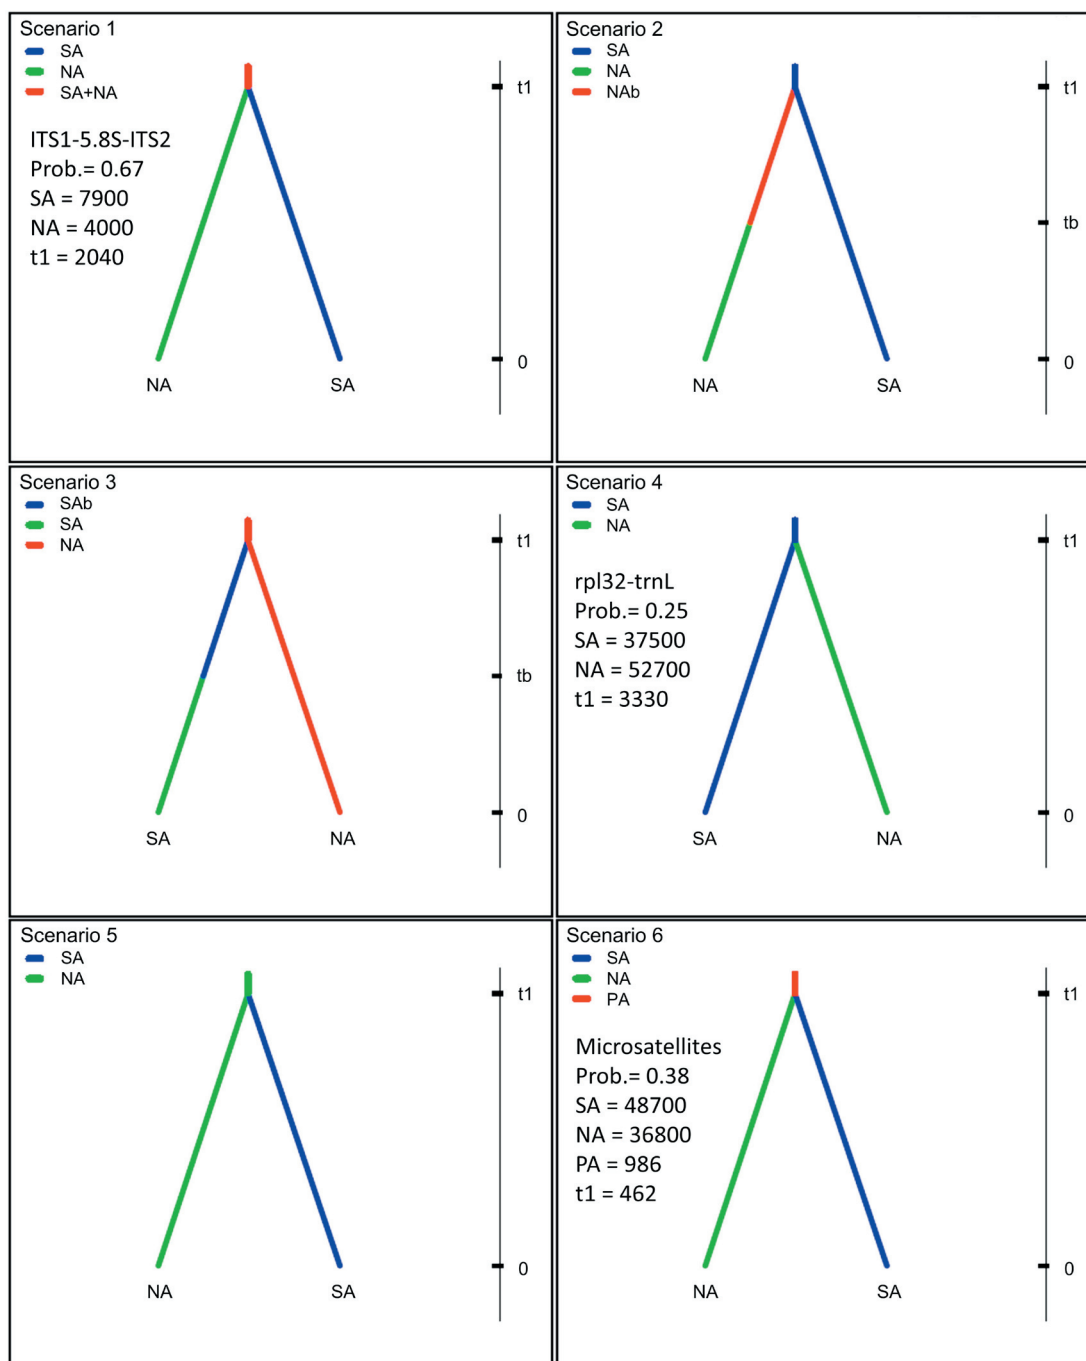 Scenario 1
SA
NA
SA+NA
ITS1-5.8S-ITS2
Prob.= 0.67
SA = 7900
NA = 4000
t1 = 2040
t1
0
NA
SA
Scenario 2
SA
NA
NAb
t1
tb
0
NA
SA
Scenario 3
SAb
SA
NA
t1
tb
0
SA
NA
Scenario 4
SA
NA
rpl32-trnL
Prob.= 0.25
SA = 37500
NA = 52700
t1 = 3330
t1
0
SA
NA
Scenario 5
SA
NA
t1
0
NA
SA
Scenario 6
SA
NA
PA
Microsatellites
Prob.= 0.38
SA = 48700
NA = 36800
PA = 986
t1 = 462
t1
0
NA
SA